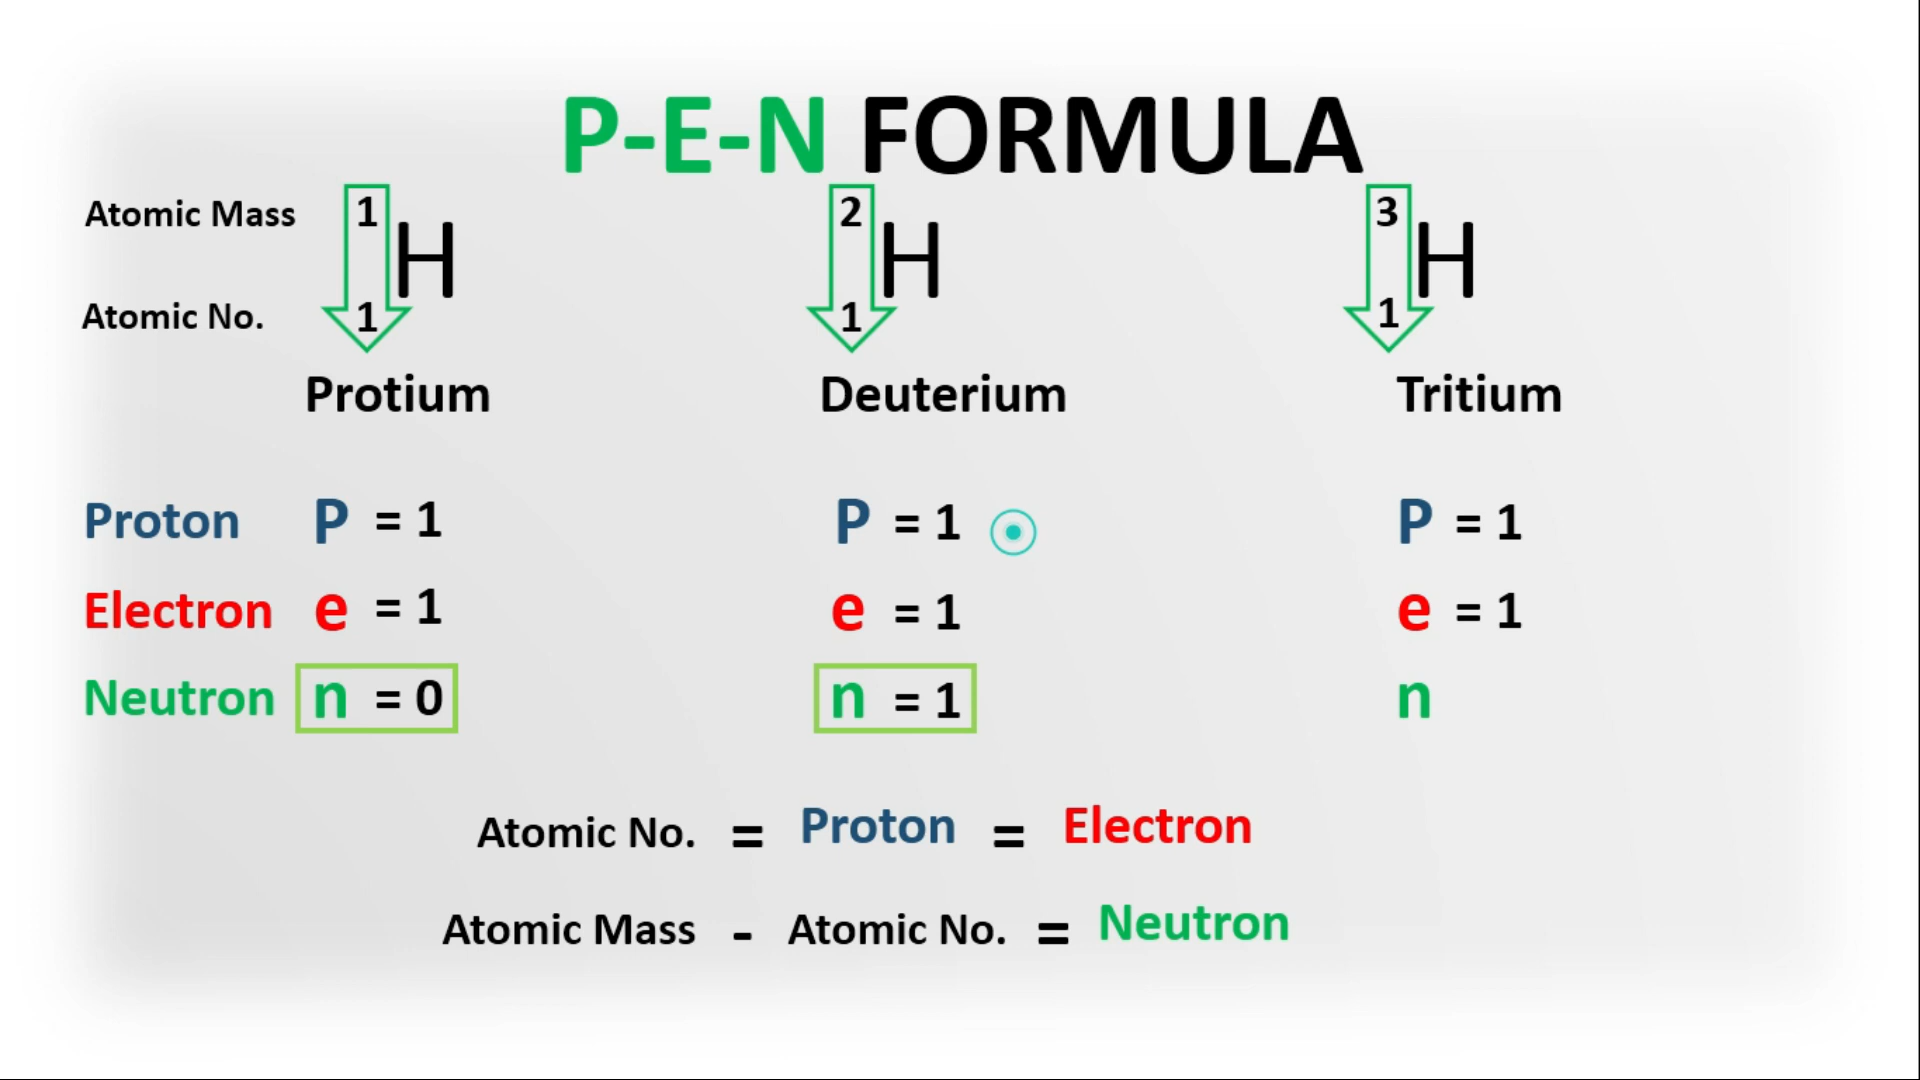 P-E-N FORMULA
Atomic Mass 1 H 2 H 3 H
Atomic No. 1 1 1
Protium Deuterium Tritium
Proton P = 1 P = 1 P = 1
Electron e = 1 e = 1 e = 1
Neutron n = 0 n = 1 n
Atomic No. = Proton = Electron
Atomic Mass - Atomic No. = Neutron